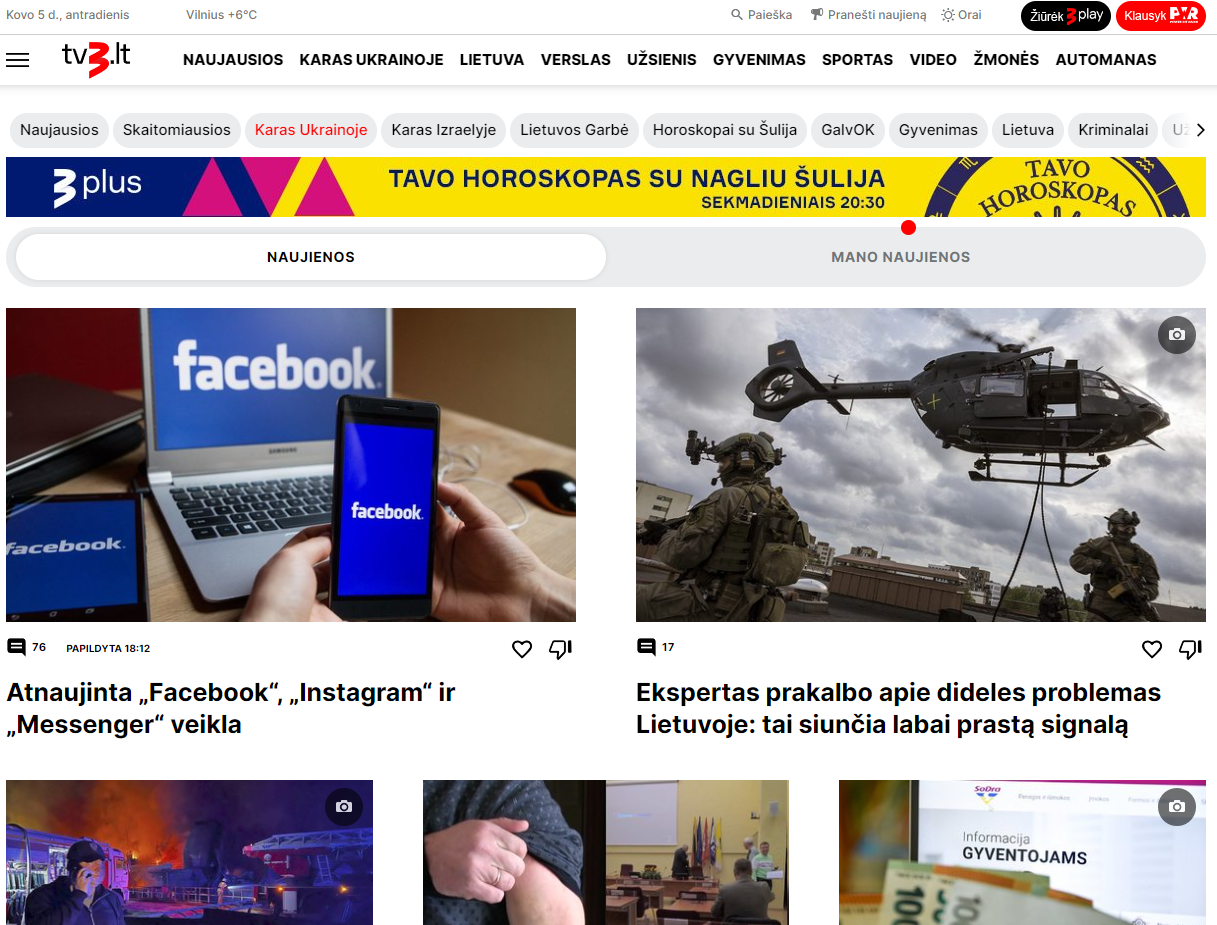 Kovo 5 d., antradienis
Vilnius +6°C
Paieška
Pranešti naujieną
Orai
Žiūrėk 3 play
Klausyk PWR
tv3.lt
NAUJAUSIOS
KARAS UKRAINOJE
LIETUVA
VERSLAS
UŽSIENIS
GYVENIMAS
SPORTAS
VIDEO
ŽMONĖS
AUTOMANAS
Naujausios
Skaitomiausios
Karas Ukrainoje
Karas Izraelyje
Lietuvos Garbė
Horoskopai su Šulija
GalvOK
Gyvenimas
Lietuva
Kriminalai
Už
3 plus
TAVO HOROSKOPAS SU NAGLIU ŠULIJA
SEKMADIENIAIS 20:30
TAVO
HOROSKOPAS
NAUJIENOS
MANO NAUJIENOS
facebook.
SAMSUNG
facebook.
facebook.
76
PAPILDYTA 18:12
17
Atnaujinta „Facebook“, „Instagram“ ir
„Messenger“ veikla
Ekspertas prakalbo apie dideles problemas
Lietuvoje: tai siunčia labai prastą signalą
SoDra
Informacija
GYVENTOJAMS
100
100